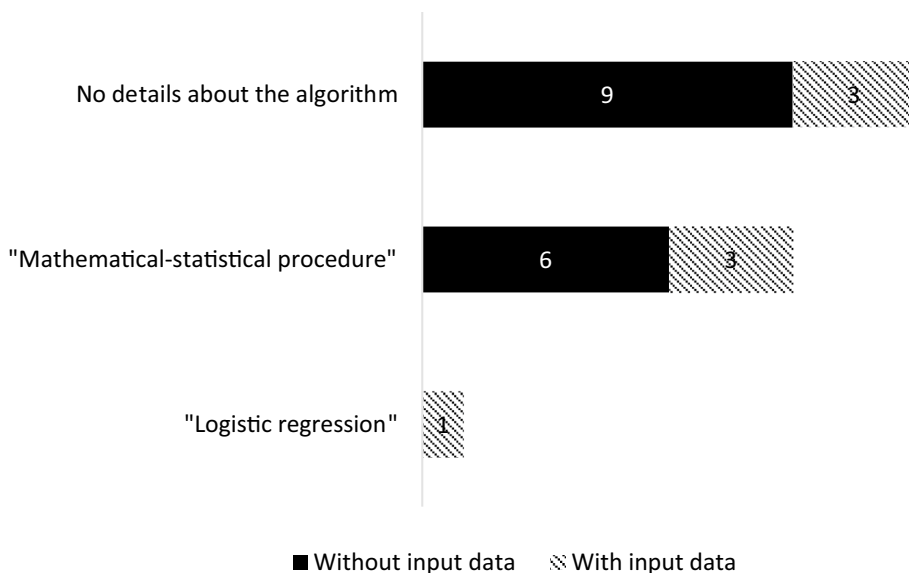 No details about the algorithm
9
3
"Mathematical-statistical procedure"
6
3
"Logistic regression"
1
Without input data
With input data